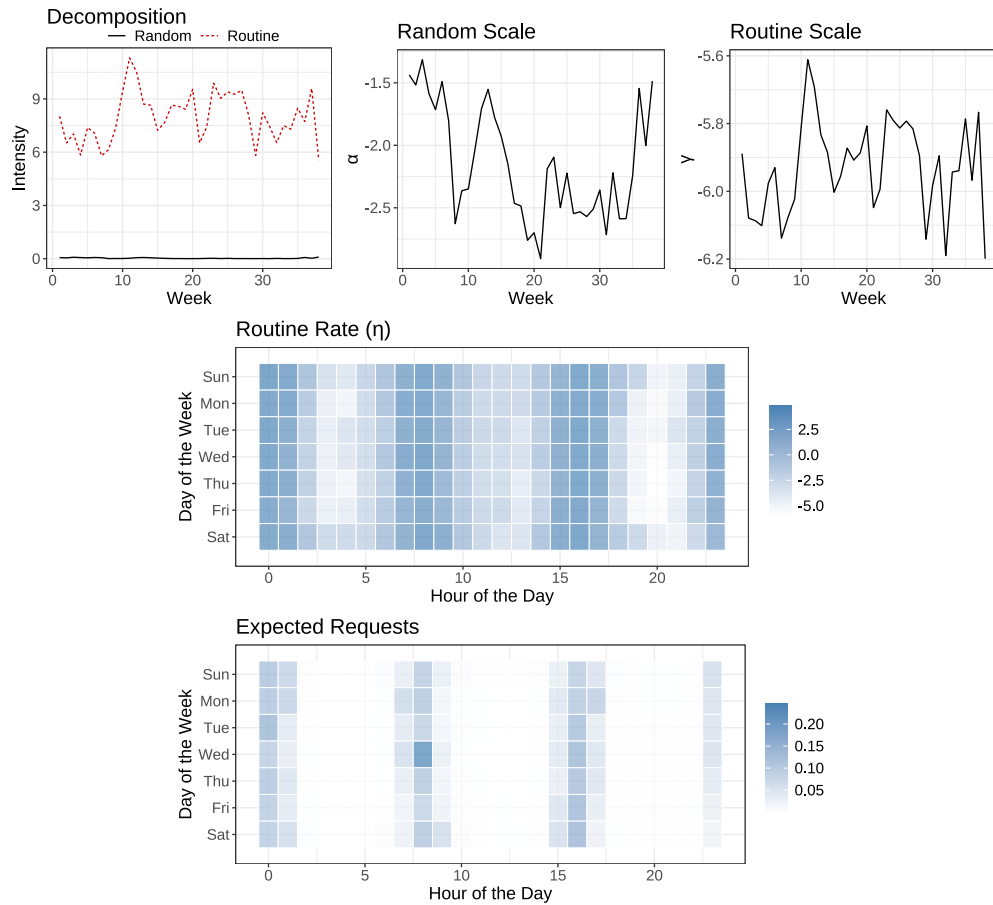 Decomposition
Random Routine
Intensity
9
6
3
0
0 10 20 30
Week
Random Scale
α
-1.5
-2.0
-2.5
0 10 20 30
Week
Routine Scale
γ
-5.6
-5.8
-6.0
-6.2
0 10 20 30
Week
Routine Rate (η)
Day of the Week
Sun
Mon
Tue
Wed
Thu
Fri
Sat
0 5 10 15 20
Hour of the Day
2.5
0.0
-2.5
-5.0
Expected Requests
Day of the Week
Sun
Mon
Tue
Wed
Thu
Fri
Sat
0 5 10 15 20
Hour of the Day
0.20
0.15
0.10
0.05